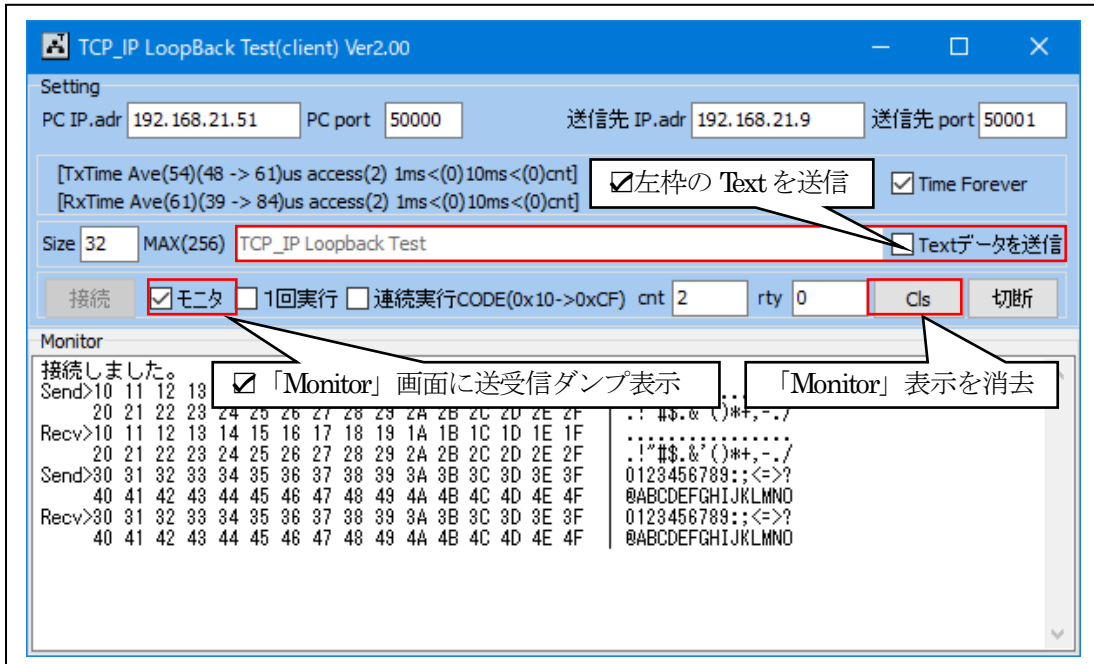 TCP_IP LoopBack Test(client) Ver2.00
Setting
PC IP.adr 192.168.21.51 PC port 50000 送信先 IP.adr 192.168.21.9 送信先 port 50001
[TxTime Ave(54)(48 -> 61)us access(2) 1ms<(0)10ms<(0)cnt]
[RxTime Ave(61)(39 -> 84)us access(2) 1ms<(0)10ms<(0)cnt]
☑左枠の Text を送信
☑ Time Forever
Size 32 MAX(256) TCP_IP Loopback Test ☐ Textデータを送信
接続 ☑ モニタ ☐ 1回実行 ☐ 連続実行CODE(0x10->0xCF) cnt 2 rty 0 Cls 切断
Monitor
接続しました。
☑「Monitor」画面に送受信ダンプ表示
「Monitor」表示を消去
Send>10 11 12 13
20 21 22 23 24 25 26 27 28 29 2A 2B 2C 2D 2E 2F | .!"#$.&'()*+,-./
Recv>10 11 12 13 14 15 16 17 18 19 1A 1B 1C 1D 1E 1F | ................
20 21 22 23 24 25 26 27 28 29 2A 2B 2C 2D 2E 2F | .!"#$.&'()*+,-./
Send>30 31 32 33 34 35 36 37 38 39 3A 3B 3C 3D 3E 3F | 0123456789:;<=>?
40 41 42 43 44 45 46 47 48 49 4A 4B 4C 4D 4E 4F | @ABCDEFGHIJKLMNO
Recv>30 31 32 33 34 35 36 37 38 39 3A 3B 3C 3D 3E 3F | 0123456789:;<=>?
40 41 42 43 44 45 46 47 48 49 4A 4B 4C 4D 4E 4F | @ABCDEFGHIJKLMNO